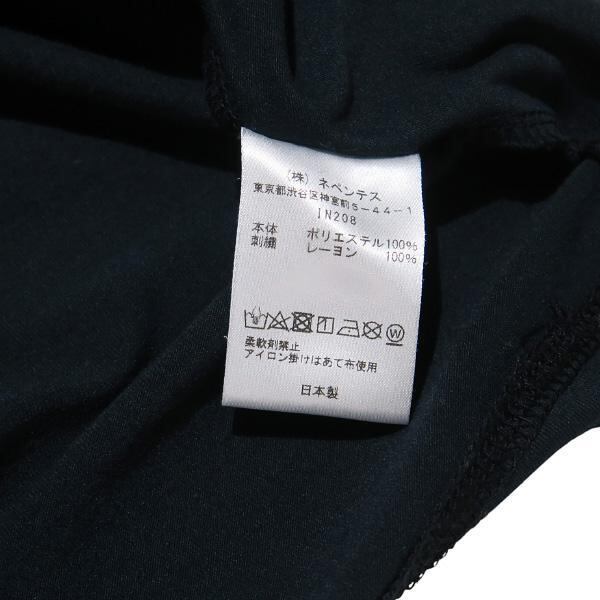 (株) ネペンテス
東京都渋谷区神宮前5-44-1
IN208
本体 ポリエステル100%
刺繍 レーヨン 100%
W
柔軟剤禁止
アイロン掛けはあて布使用
日本製